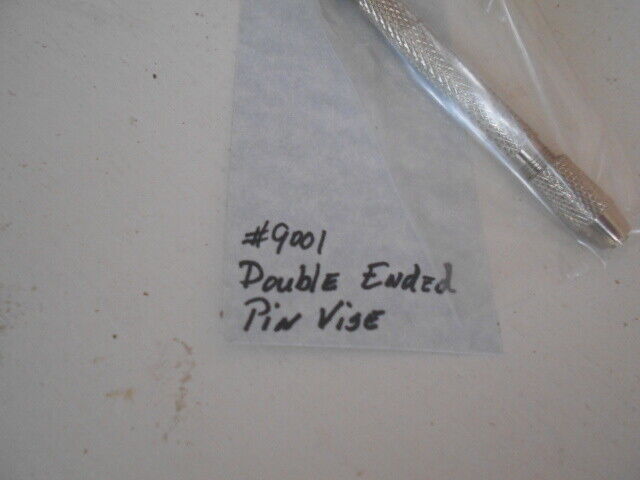 #9001
Double Ended
Pin Vise